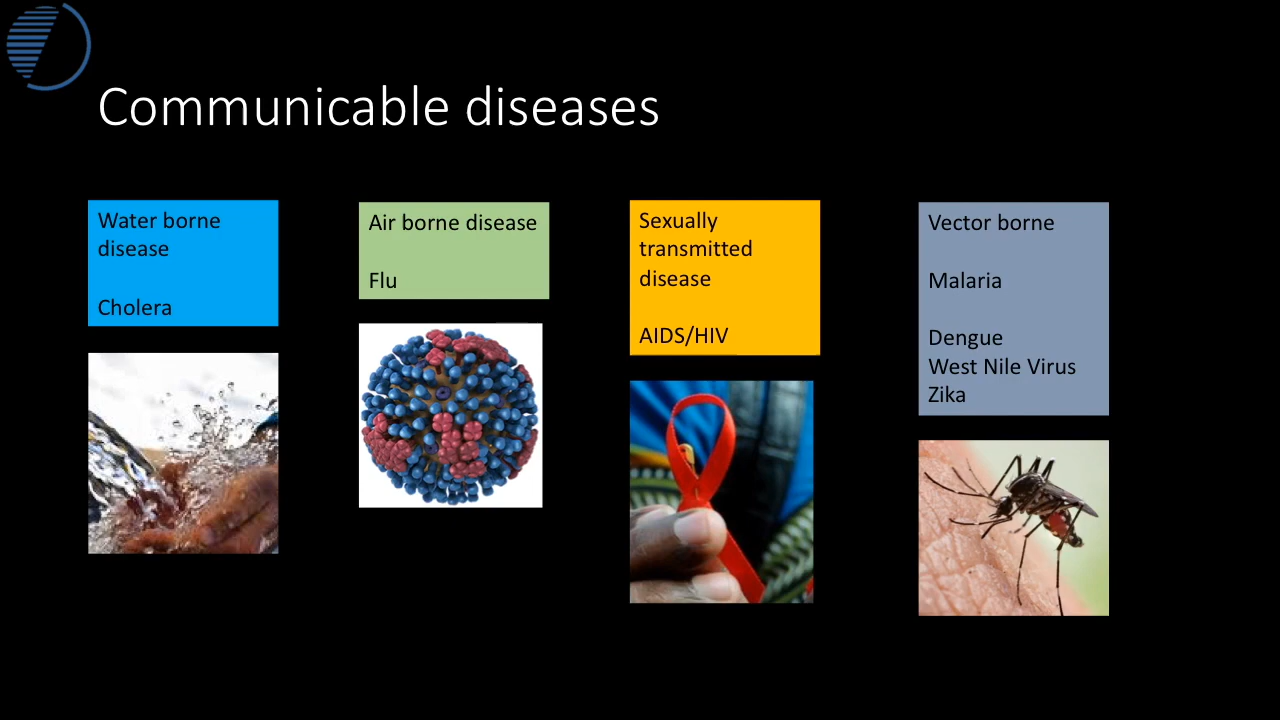 Communicable diseases
Water borne
disease
Cholera
Air borne disease
Flu
Sexually
transmitted
disease
AIDS/HIV
Vector borne
Malaria
Dengue
West Nile Virus
Zika